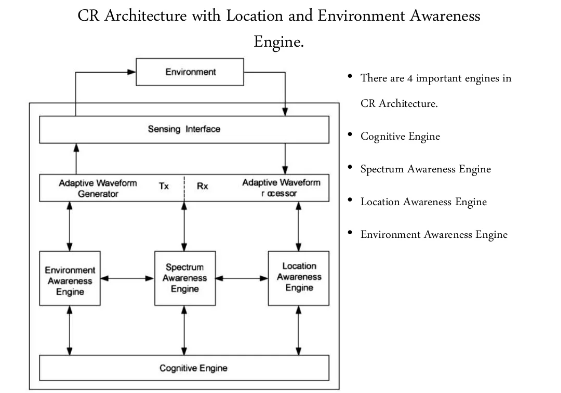 CR Architecture with Location and Environment Awareness
Engine.
Environment
Sensing Interface
Adaptive Waveform
Generator
Tx
Rx
Adaptive Waveform
r ocessor
Environment
Awareness
Engine
Spectrum
Awareness
Engine
Location
Awareness
Engine
Cognitive Engine
• There are 4 important engines in
CR Architecture.
• Cognitive Engine
• Spectrum Awareness Engine
• Location Awareness Engine
• Environment Awareness Engine